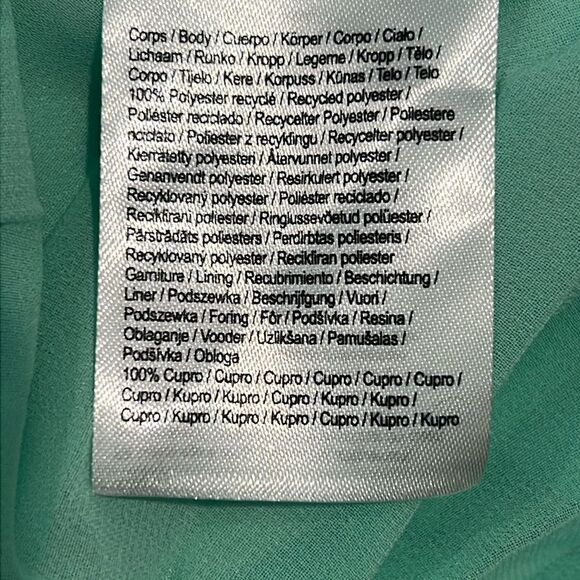 Corps / Body / Cuerpo / Körper / Corpo / Ciało /
Lichaam / Runko / Kropp / Legeme / Kropp / Tělo /
Corpo / Tijelo / Kere / Korpuss / Kūnas / Telo / Telo
100% Polyester recyclé / Recycled polyester /
Poliéster reciclado / Recycelter Polyester / Poliestere
riciclato / Poliester z recyklingu / Recycelter polyester /
Kierrätetty polyesteri / Återvunnet polyester /
Genanvendt polyester / Resirkulert polyester /
Recyklovaný polyester / Poliéster reciclado /
Reciklirani poliester / Ringlussevõetud polüester /
Pārstrādāts poliesters / Perdirbtas poliesteris /
Recyklovaný polyester / Recikliran poliester
Garniture / Lining / Recubrimiento / Beschichtung /
Liner / Podszewka / Beschrijfgung / Vuori /
Podszewka / Foring / Fôr / Podšívka / Resina /
Oblaganje / Vooder / Uzlikšana / Pamušalas /
Podšívka / Obloga
100% Cupro / Cupro / Cupro / Cupro / Cupro / Cupro /
Cupro / Kupro / Kupro / Cupro / Kupro / Kupro /
Cupro / Kupro / Kupro / Kupro / Cupro / Kupro / Kupro